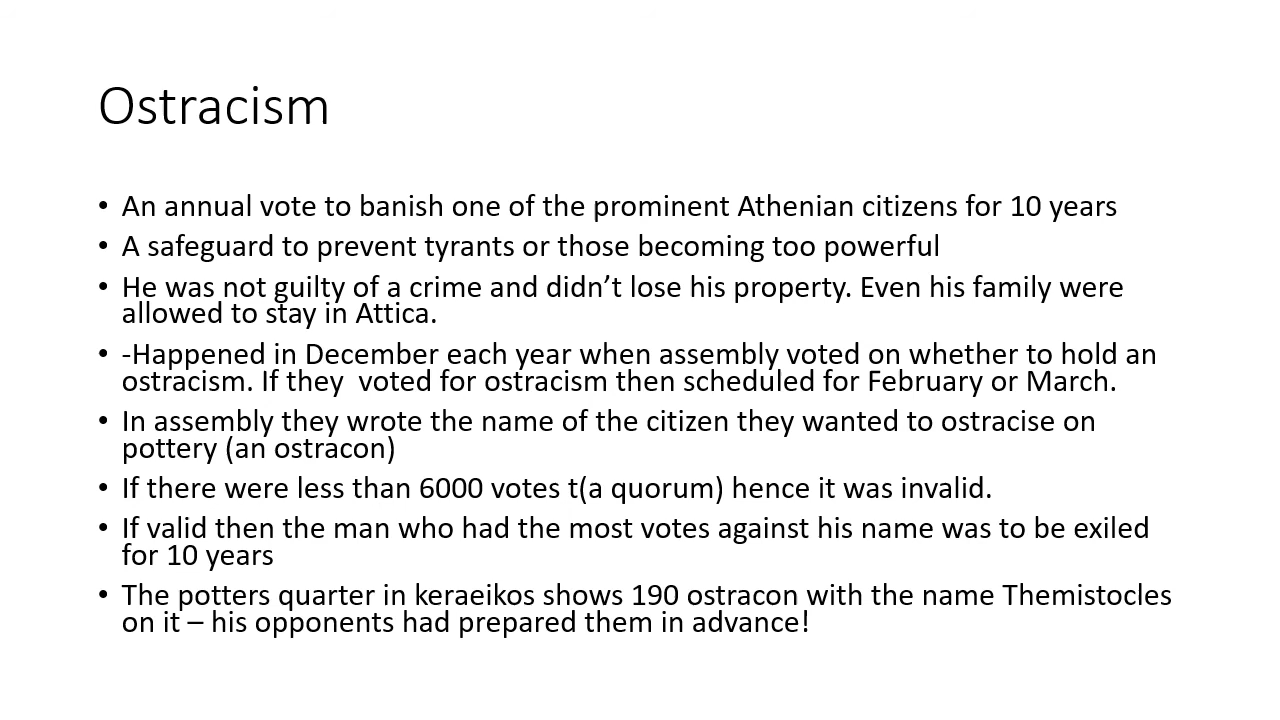 Ostracism
• An annual vote to banish one of the prominent Athenian citizens for 10 years
• A safeguard to prevent tyrants or those becoming too powerful
• He was not guilty of a crime and didn’t lose his property. Even his family were
allowed to stay in Attica.
• -Happened in December each year when assembly voted on whether to hold an
ostracism. If they  voted for ostracism then scheduled for February or March.
• In assembly they wrote the name of the citizen they wanted to ostracise on
pottery (an ostracon)
• If there were less than 6000 votes t(a quorum) hence it was invalid.
• If valid then the man who had the most votes against his name was to be exiled
for 10 years
• The potters quarter in keraeikos shows 190 ostracon with the name Themistocles
on it – his opponents had prepared them in advance!